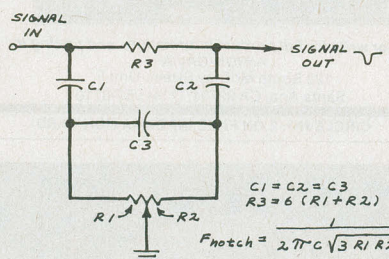 SIGNAL
IN
R3
SIGNAL
OUT
C1
C2
C3
R1
R2
C1 = C2 = C3
R3 = 6 (R1 + R2)
Fnotch = 1
2 π C √3 R1 R2